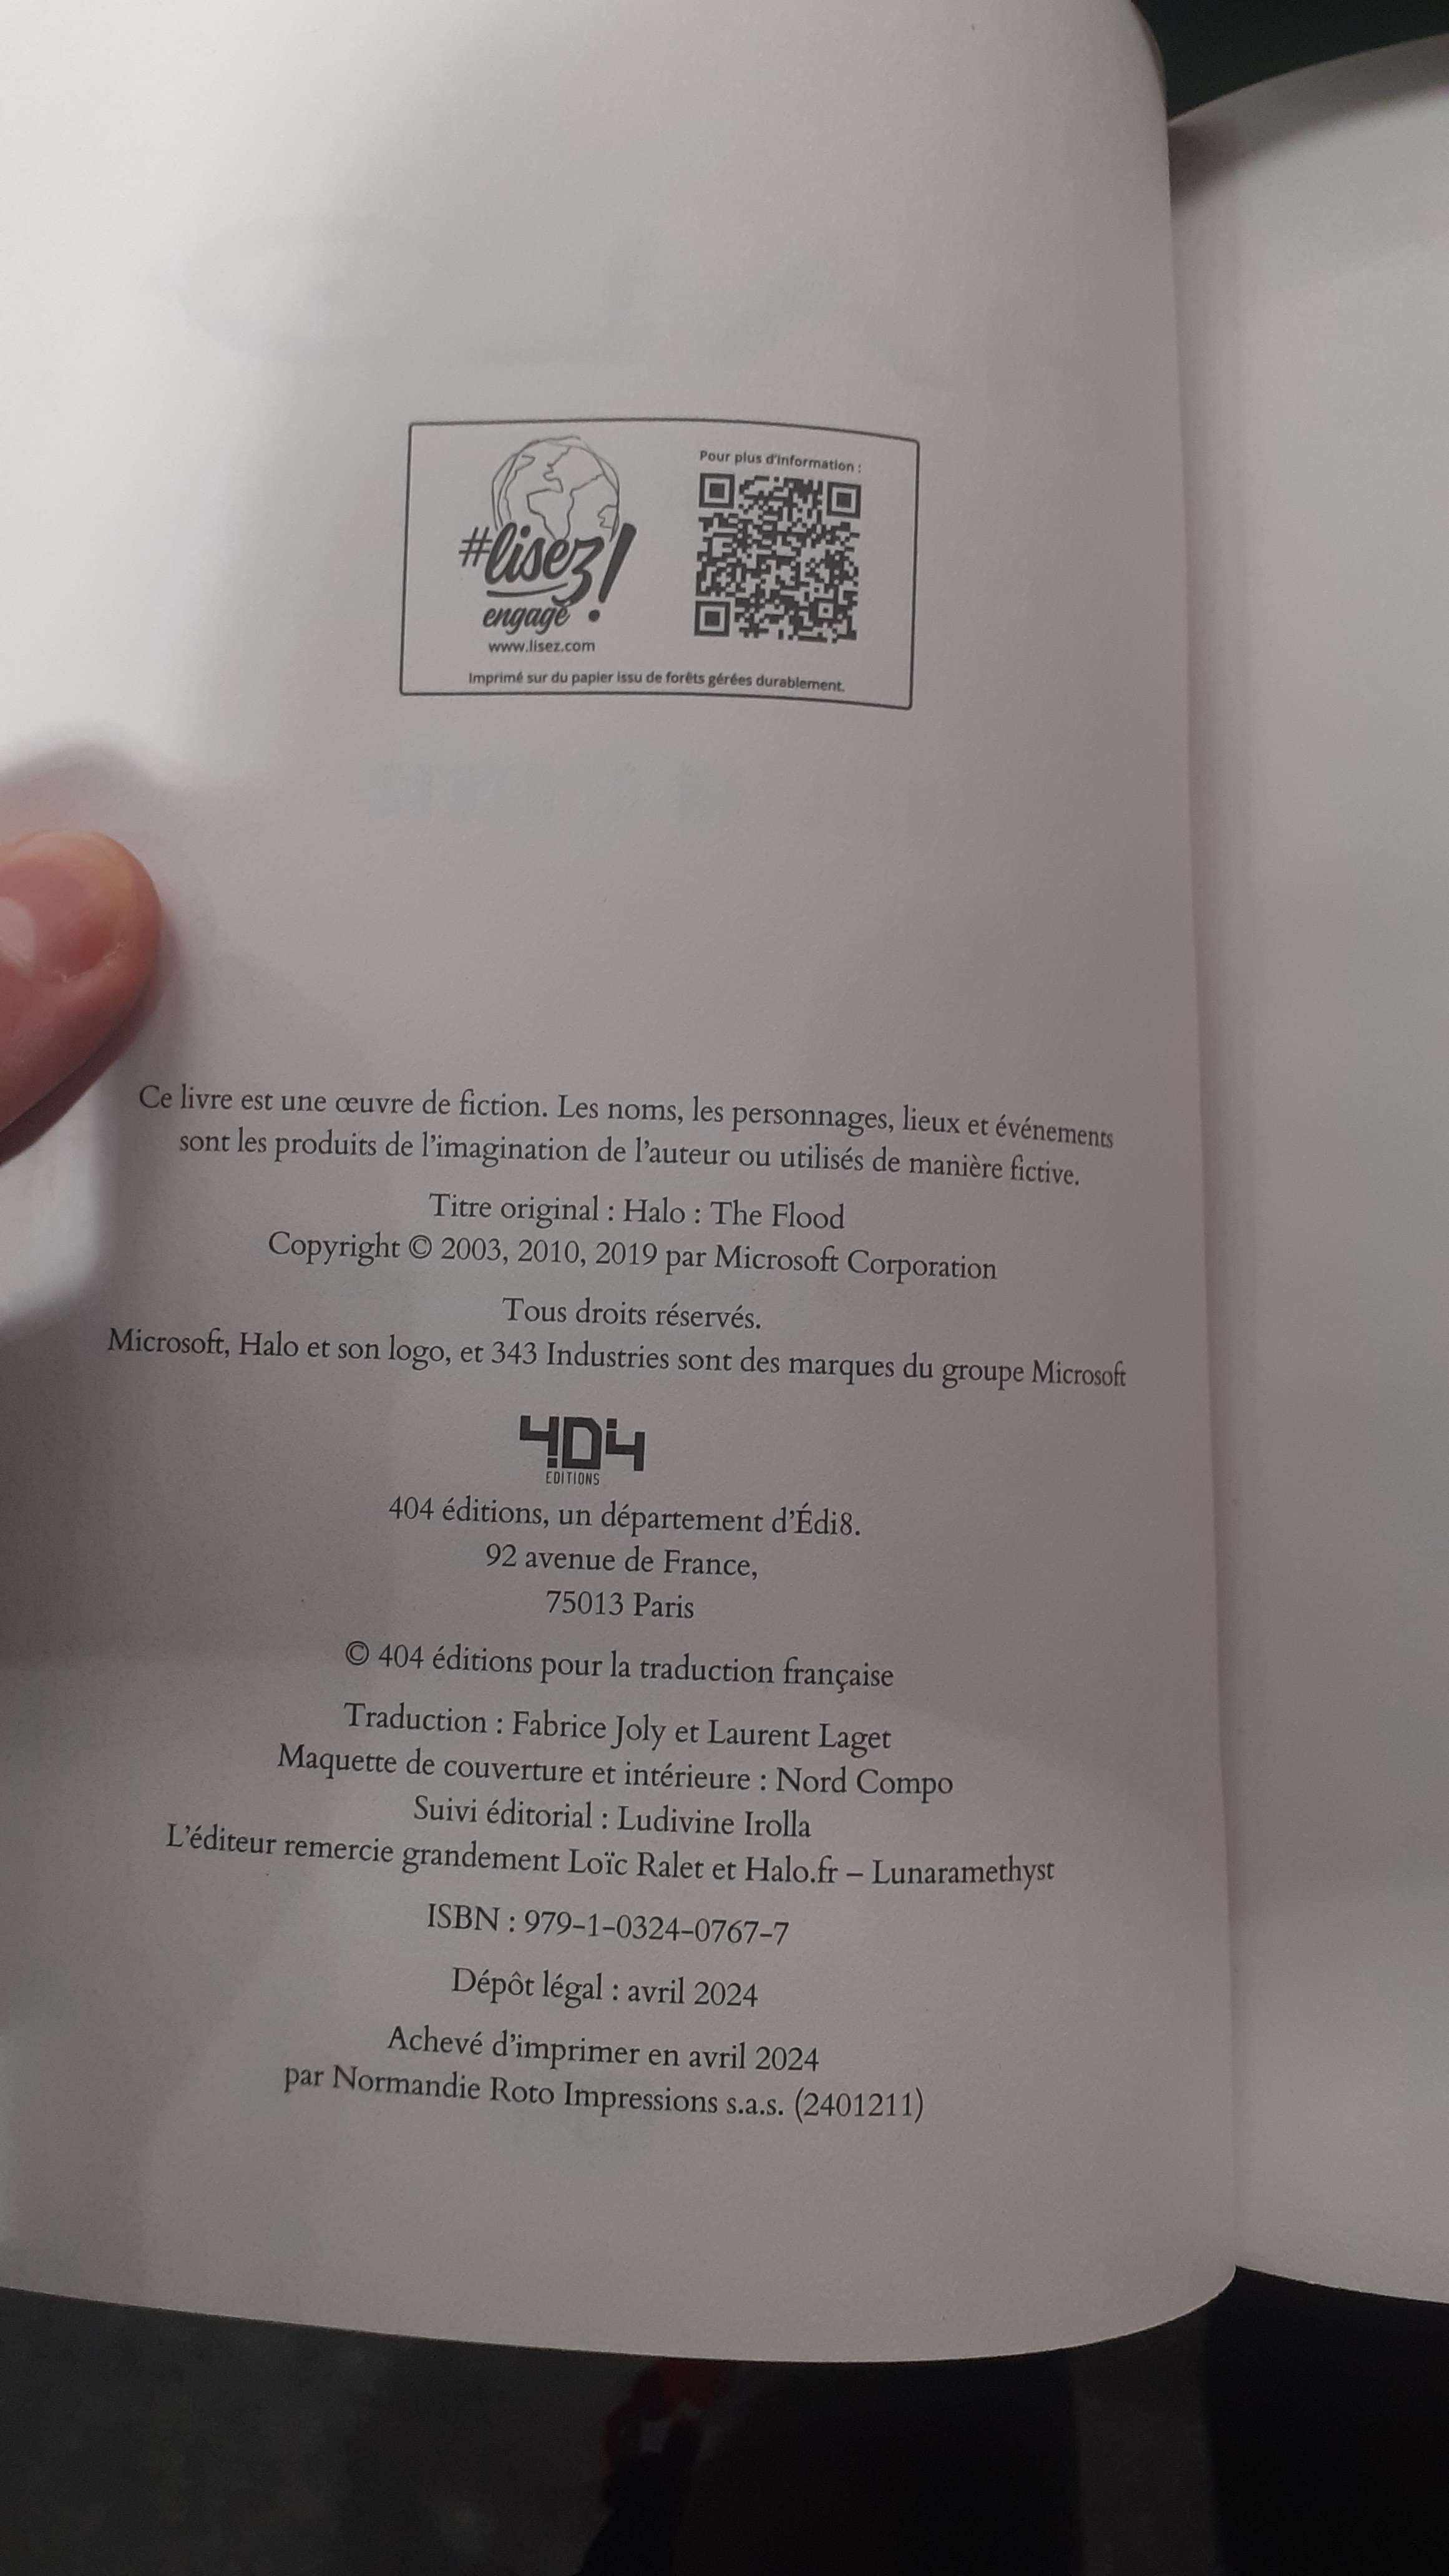 #lisez!
engagé
www.lisez.com
Pour plus d'information :
Imprimé sur du papier issu de forêts gérées durablement.
Ce livre est une œuvre de fiction. Les noms, les personnages, lieux et événements
sont les produits de l'imagination de l'auteur ou utilisés de manière fictive.
Titre original : Halo : The Flood
Copyright © 2003, 2010, 2019 par Microsoft Corporation
Tous droits réservés.
Microsoft, Halo et son logo, et 343 Industries sont des marques du groupe Microsoft
404
EDITIONS
404 éditions, un département d'Édi8.
92 avenue de France,
75013 Paris
© 404 éditions pour la traduction française
Traduction : Fabrice Joly et Laurent Laget
Maquette de couverture et intérieure : Nord Compo
Suivi éditorial : Ludivine Irolla
L'éditeur remercie grandement Loïc Ralet et Halo.fr – Lunaramethyst
ISBN : 979-1-0324-0767-7
Dépôt légal : avril 2024
Achevé d'imprimer en avril 2024
par Normandie Roto Impressions s.a.s. (2401211)